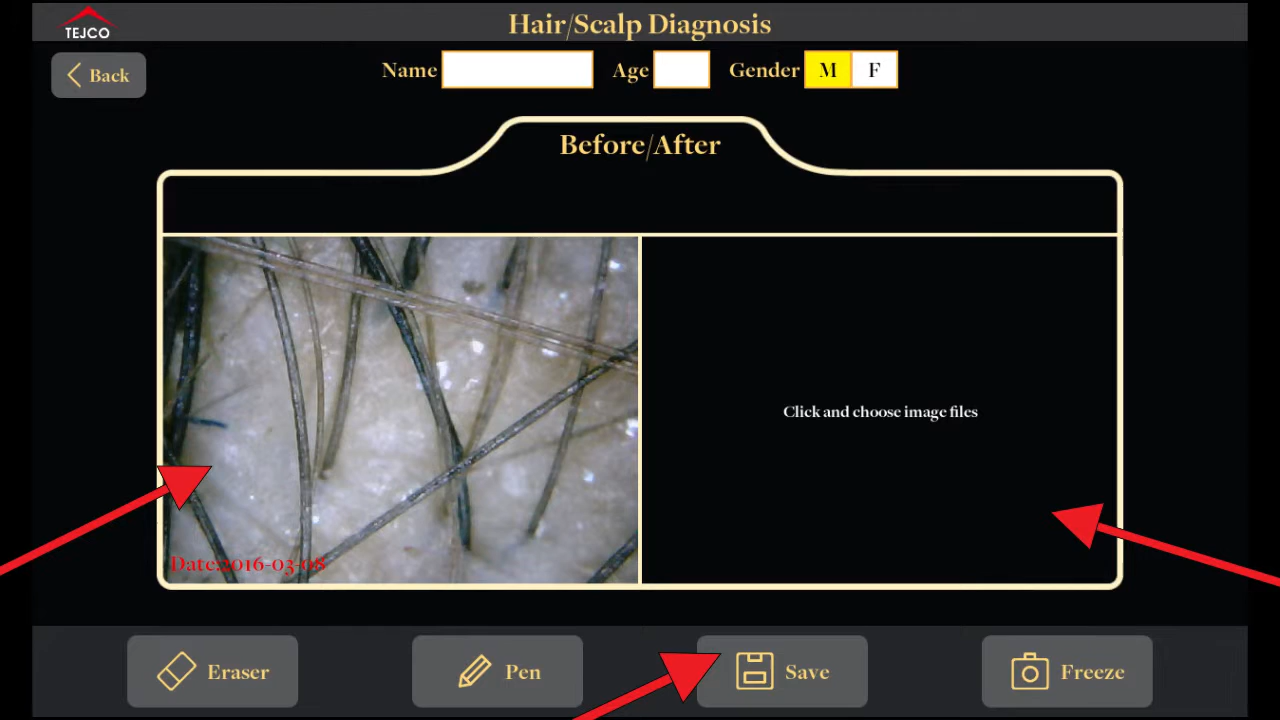 Hair/Scalp Diagnosis
TEJCO
Back
Name Age Gender M F
Before/After
Click and choose image files
Date:2016-03-08
Eraser Pen Save Freeze